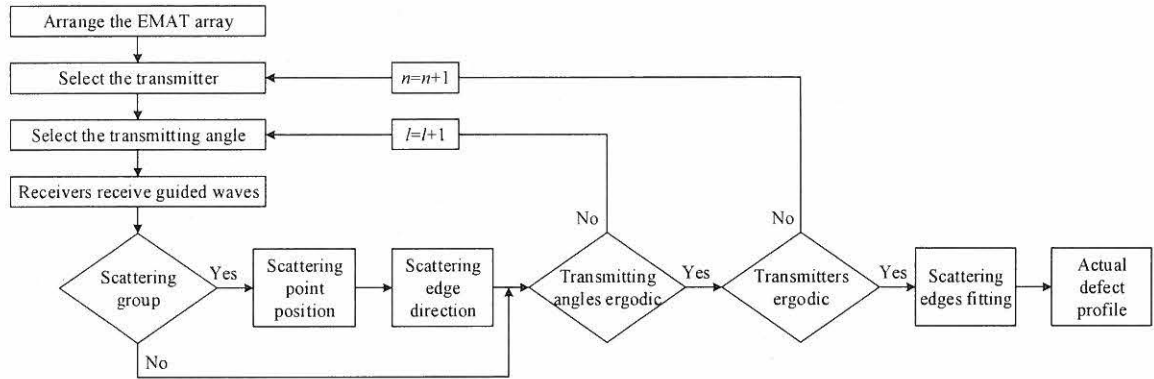 Arrange the EMAT array
Select the transmitter
n=n+1
Select the transmitting angle
l=l+1
Receivers receive guided waves
No
No
Scattering
group
Yes
Scattering
point
position
Scattering
edge
direction
Transmitting
angles ergodic
Yes
Transmitters
ergodic
Yes
Scattering
edges fitting
Actual
defect
profile
No